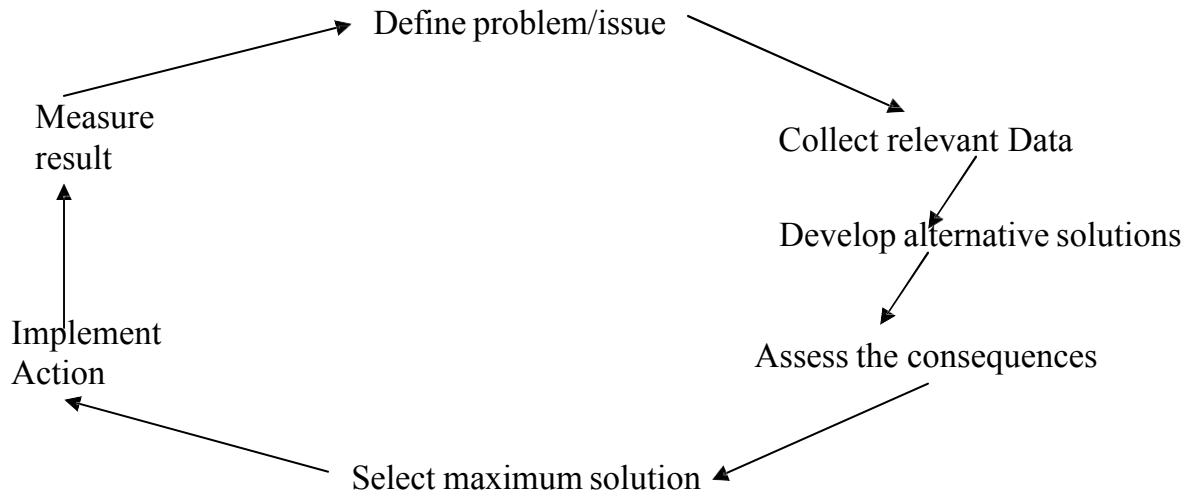 Define problem/issue
Collect relevant Data
Develop alternative solutions
Assess the consequences
Select maximum solution
Implement
Action
Measure
result